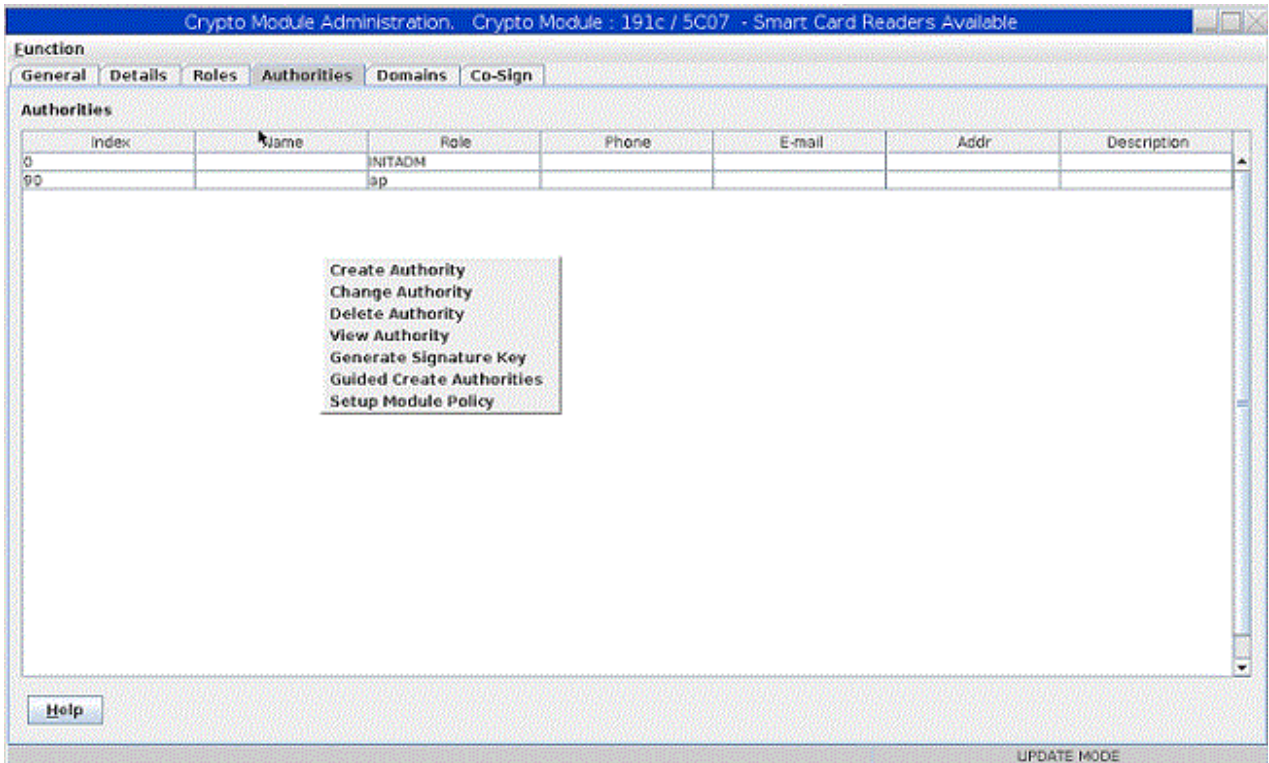 Crypto Module Administration. Crypto Module : 191c / 5C07 - Smart Card Readers Available
Function
General Details Roles Authorities Domains Co-Sign
Authorities
Index Name Role Phone E-mail Addr Description
0 INITADM
90 ap
Create Authority
Change Authority
Delete Authority
View Authority
Generate Signature Key
Guided Create Authorities
Setup Module Policy
Help
UPDATE MODE